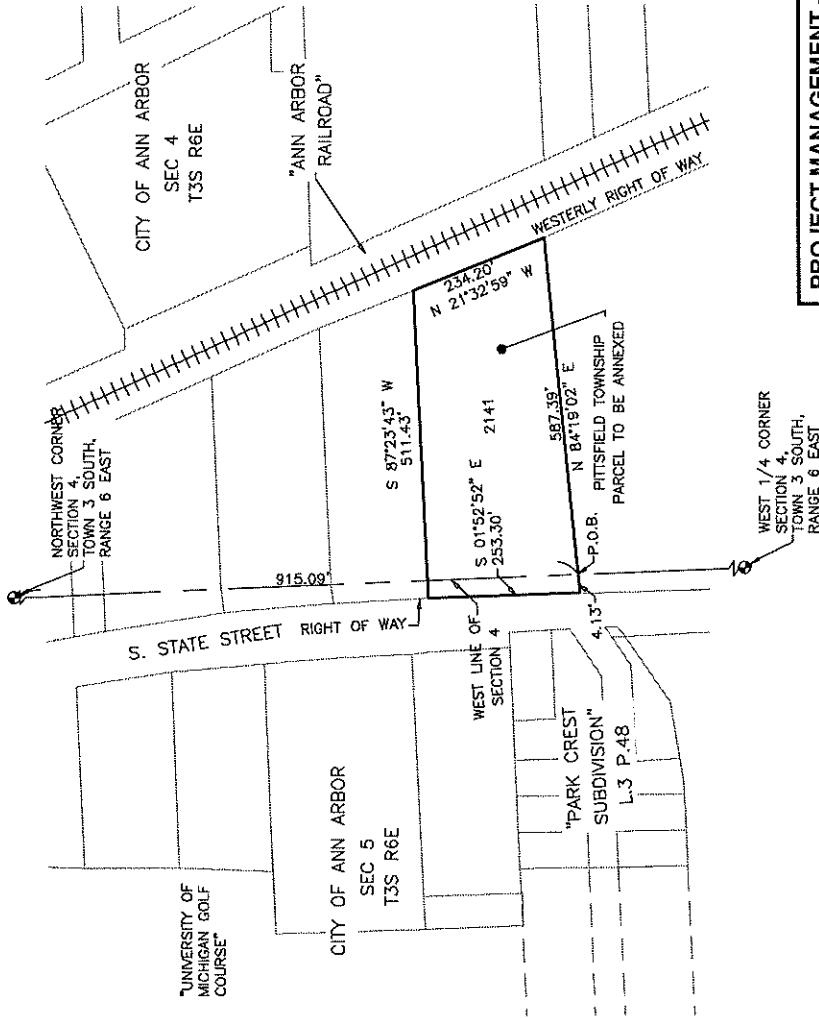 NORTHWEST CORNER
SECTION 4,
TOWN 3 SOUTH,
RANGE 6 EAST
CITY OF ANN ARBOR
SEC 4
T3S R6E
"ANN ARBOR
RAILROAD"
"UNIVERSITY OF
MICHIGAN GOLF
COURSE"
S. STATE STREET RIGHT OF WAY
915.09'
S 87°23'43" W
511.43'
234.20'
N 21°32'59" W
WESTERLY RIGHT OF WAY
CITY OF ANN ARBOR
SEC 5
T3S R6E
WEST LINE OF
SECTION 4
S 01°52'52" E
253.30'
2141
587.39'
N 84°19'02" E
P.O.B.
PITTSFIELD TOWNSHIP
PARCEL TO BE ANNEXED
4.13'
"PARK CREST
SUBDIVISION"
L.3 P.48
WEST 1/4 CORNER
SECTION 4,
TOWN 3 SOUTH,
RANGE 6 EAST
PROJECT MANAGEMENT